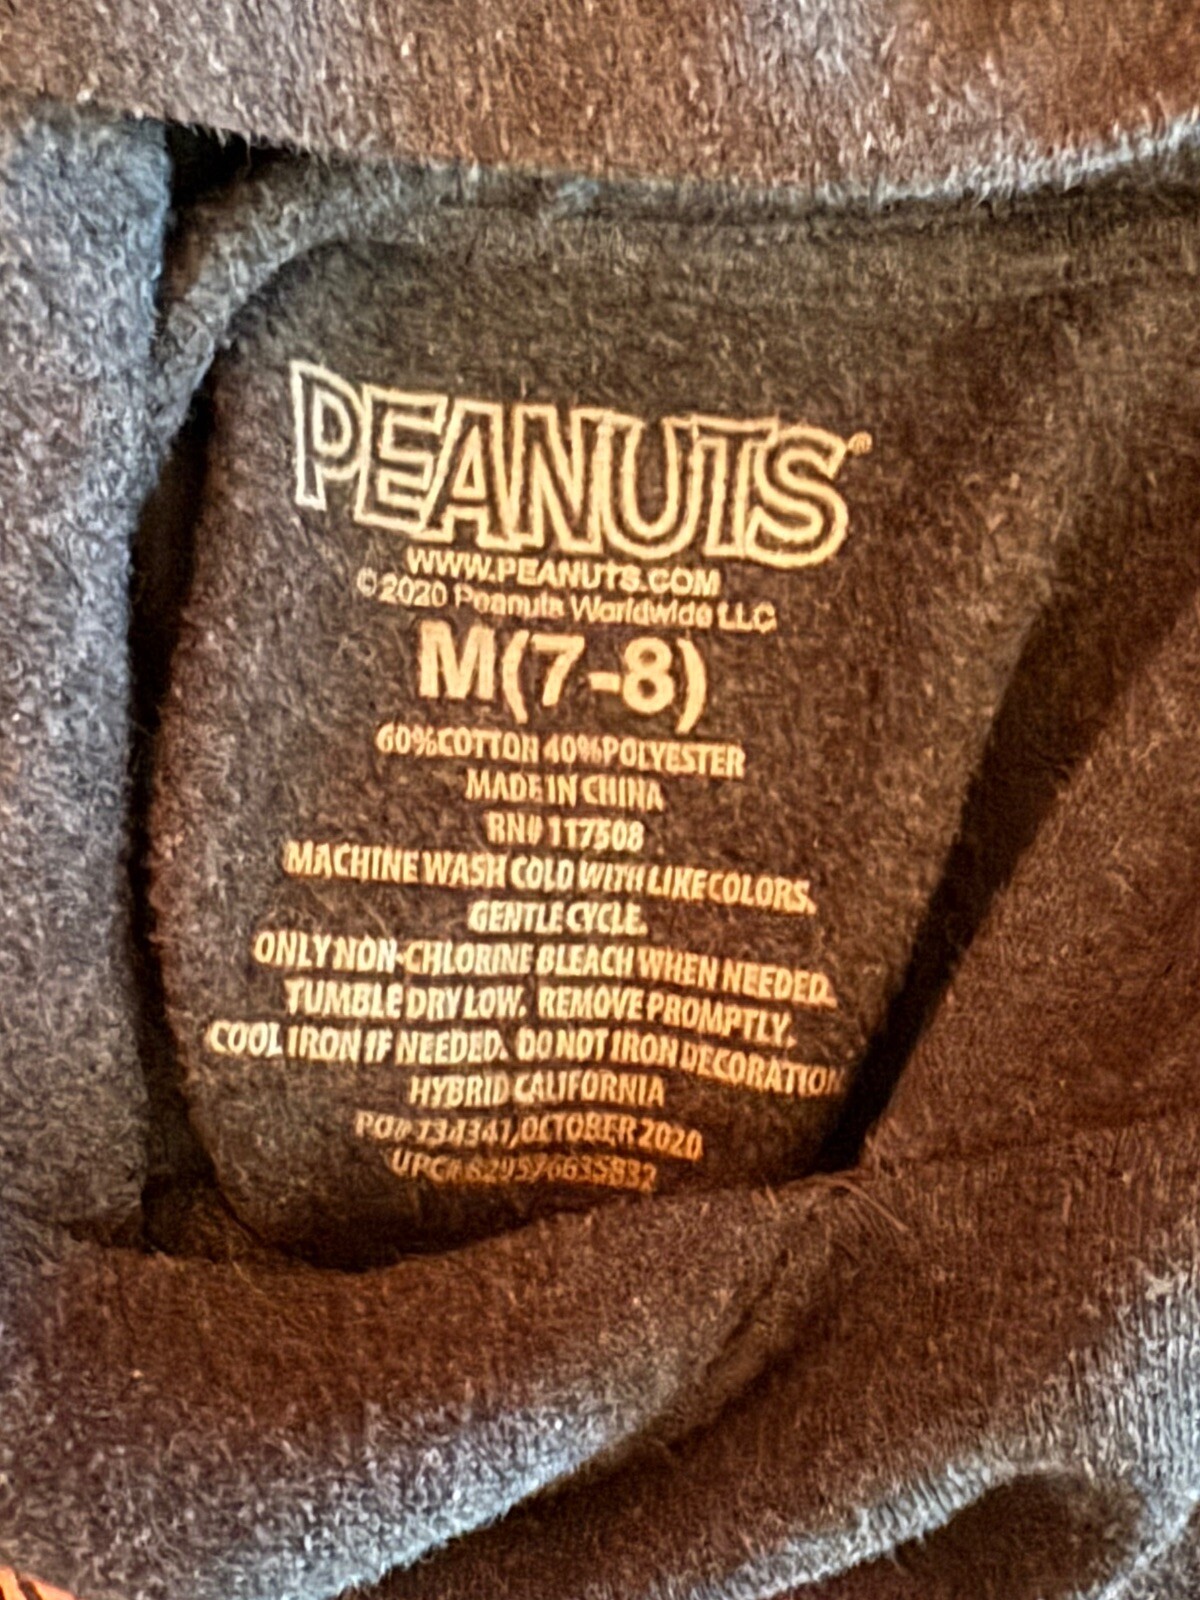 PEANUTS®
WWW.PEANUTS.COM
©2020 Peanuts Worldwide LLC
M(7-8)
60%COTTON 40%POLYESTER
MADE IN CHINA
RN# 117508
MACHINE WASH COLD WITH LIKE COLORS.
GENTLE CYCLE.
ONLY NON-CHLORINE BLEACH WHEN NEEDED.
TUMBLE DRY LOW. REMOVE PROMPTLY.
COOL IRON IF NEEDED. DO NOT IRON DECORATION
HYBRID CALIFORNIA
PO# 134341,OCTOBER 2020
UPC#